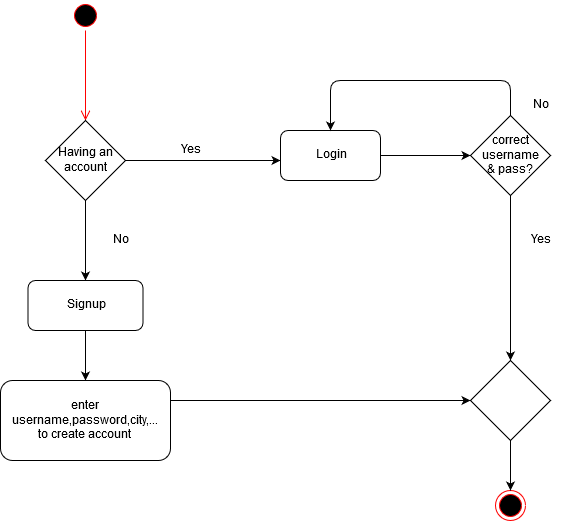 No
correct
username
& pass?
Having an
account
Yes
Login
No
Yes
Signup
enter
username,password,city,...
to create account